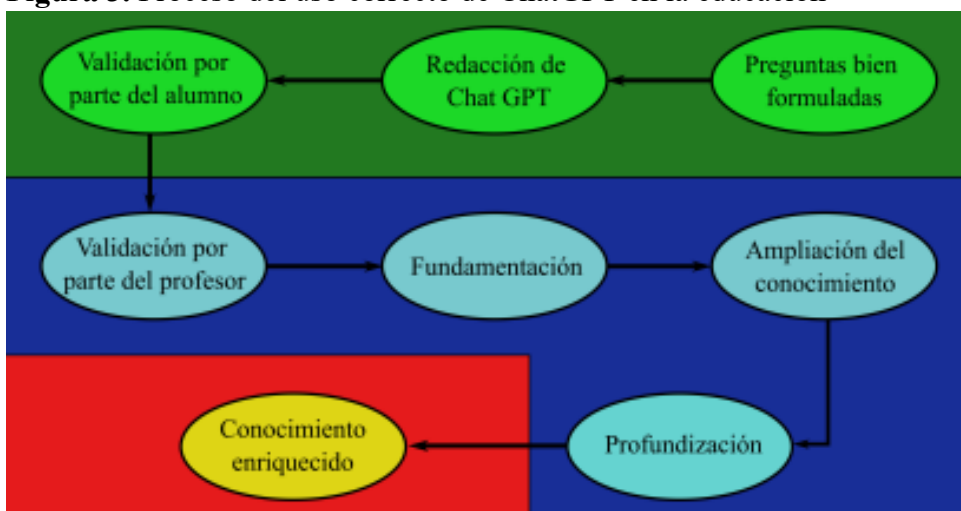 Validación por
parte del alumno
Redacción de
Chat GPT
Preguntas bien
formuladas
Validación por
parte del profesor
Fundamentación
Ampliación del
conocimiento
Conocimiento
enriquecido
Profundización